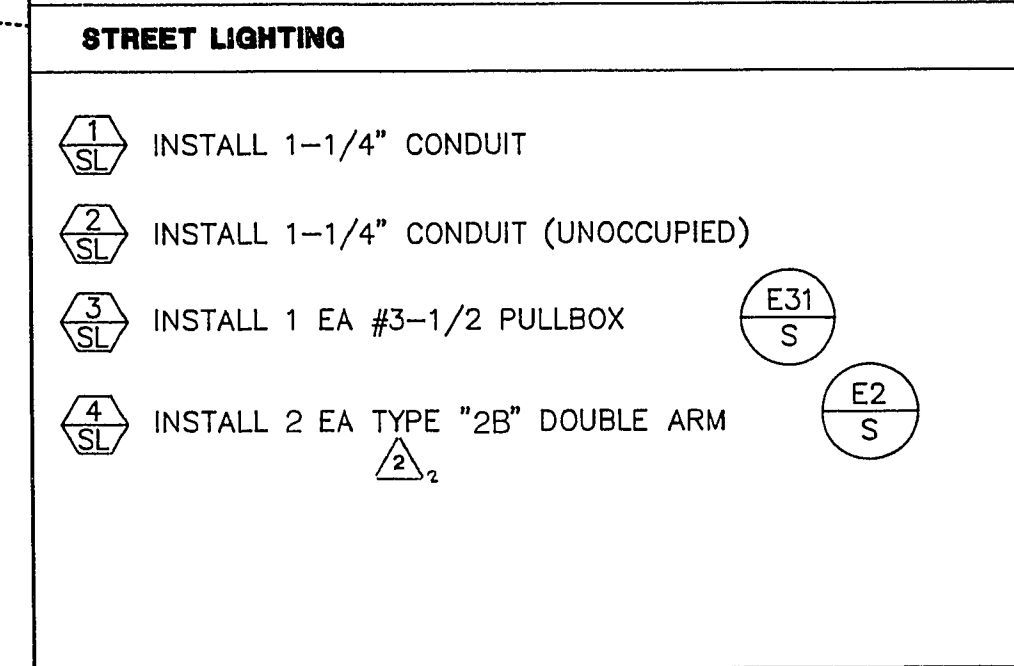 STREET LIGHTING
1
SL
INSTALL 1-1/4" CONDUIT
2
SL
INSTALL 1-1/4" CONDUIT (UNOCCUPIED)
3
SL
INSTALL 1 EA #3-1/2 PULLBOX
E31
S
4
SL
INSTALL 2 EA TYPE "2B" DOUBLE ARM
E2
S
2
2